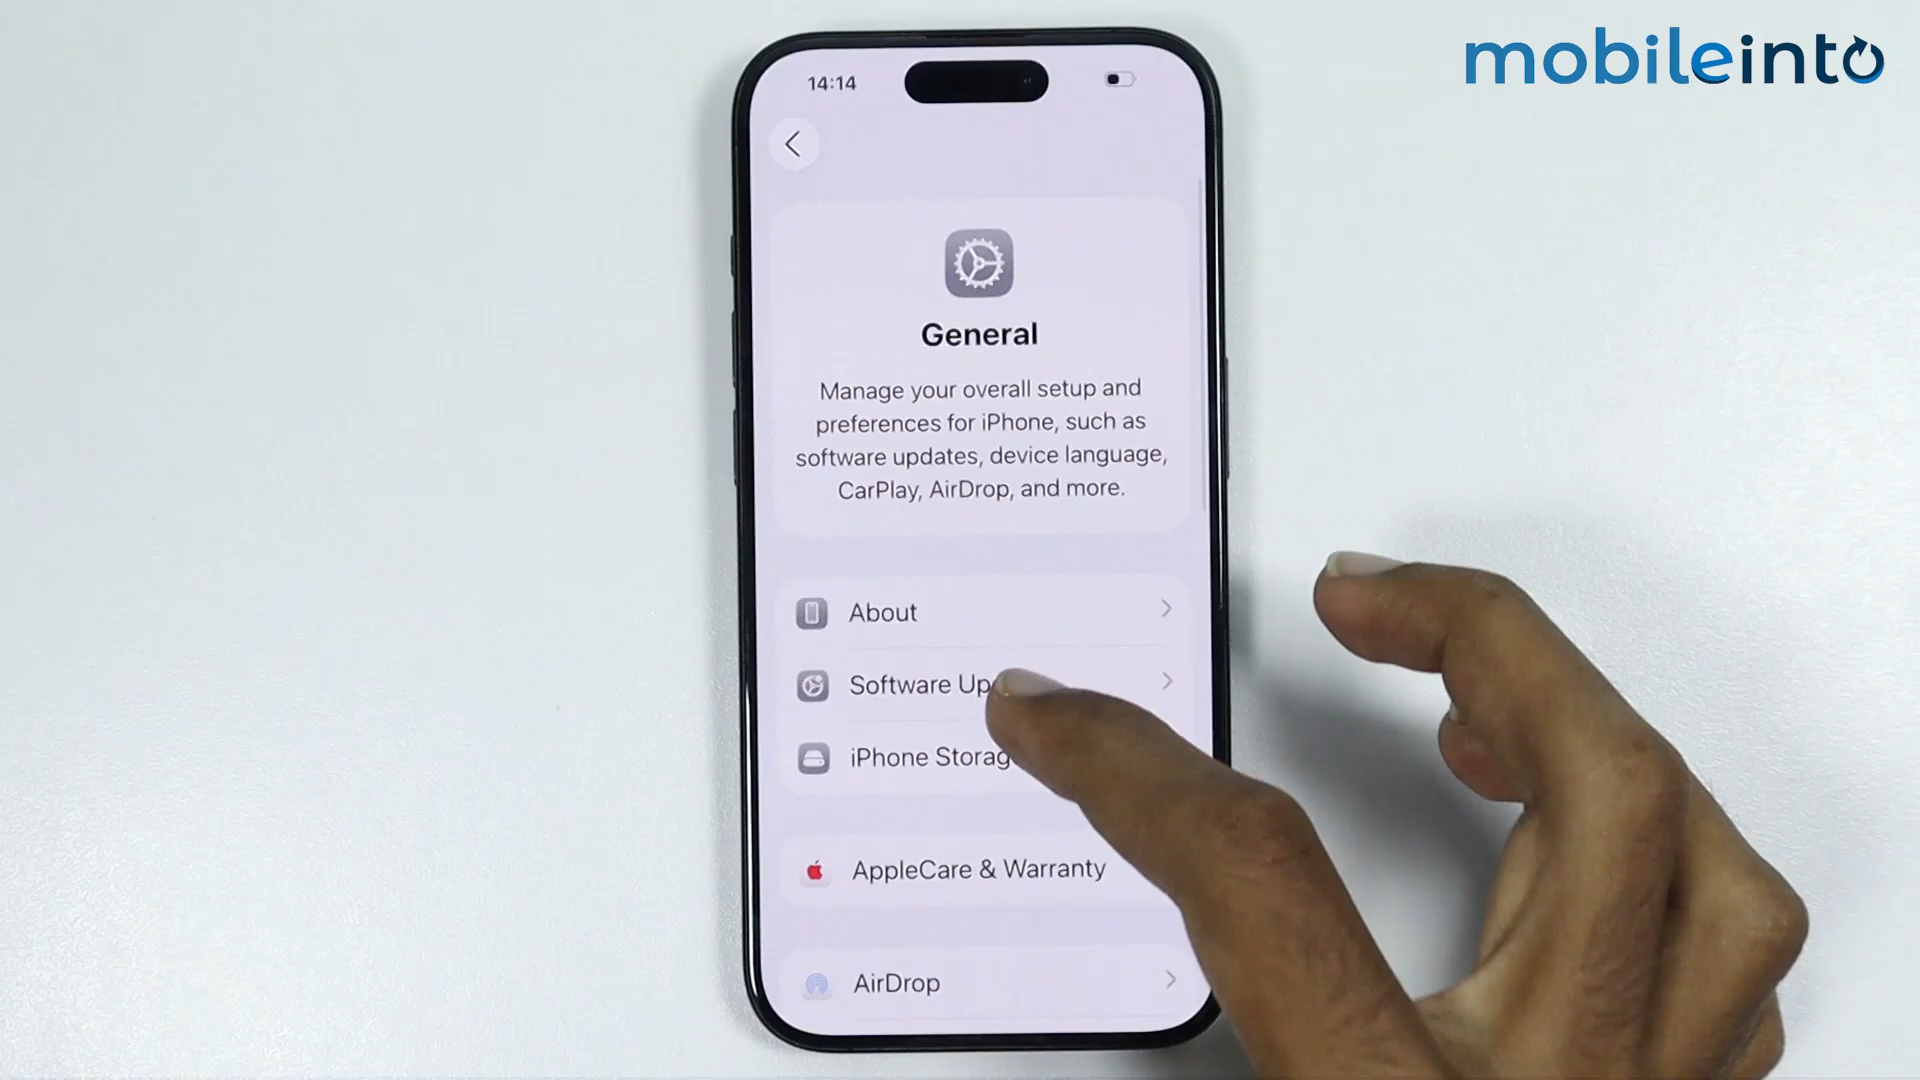 mobileinto
14:14
General
Manage your overall setup and
preferences for iPhone, such as
software updates, device language,
CarPlay, AirDrop, and more.
About
Software Up
iPhone Storag
AppleCare & Warranty
AirDrop